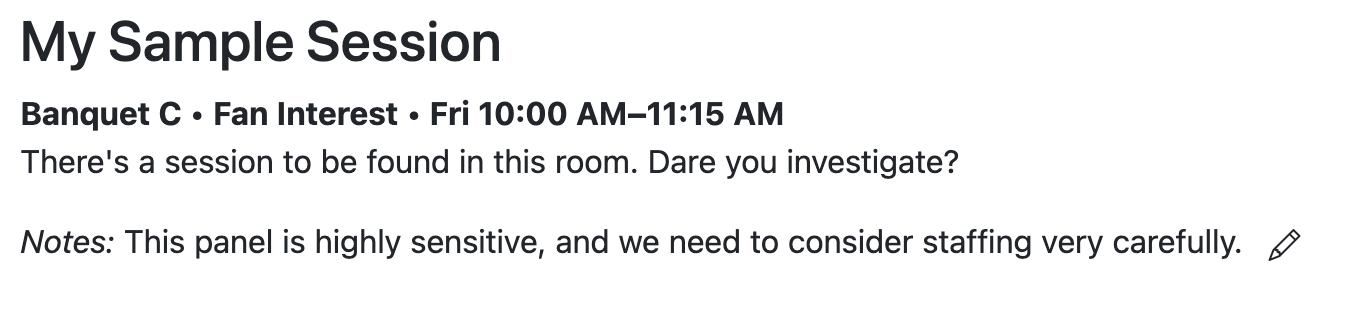 My Sample Session
Banquet C • Fan Interest • Fri 10:00 AM–11:15 AM
There's a session to be found in this room. Dare you investigate?
Notes: This panel is highly sensitive, and we need to consider staffing very carefully.